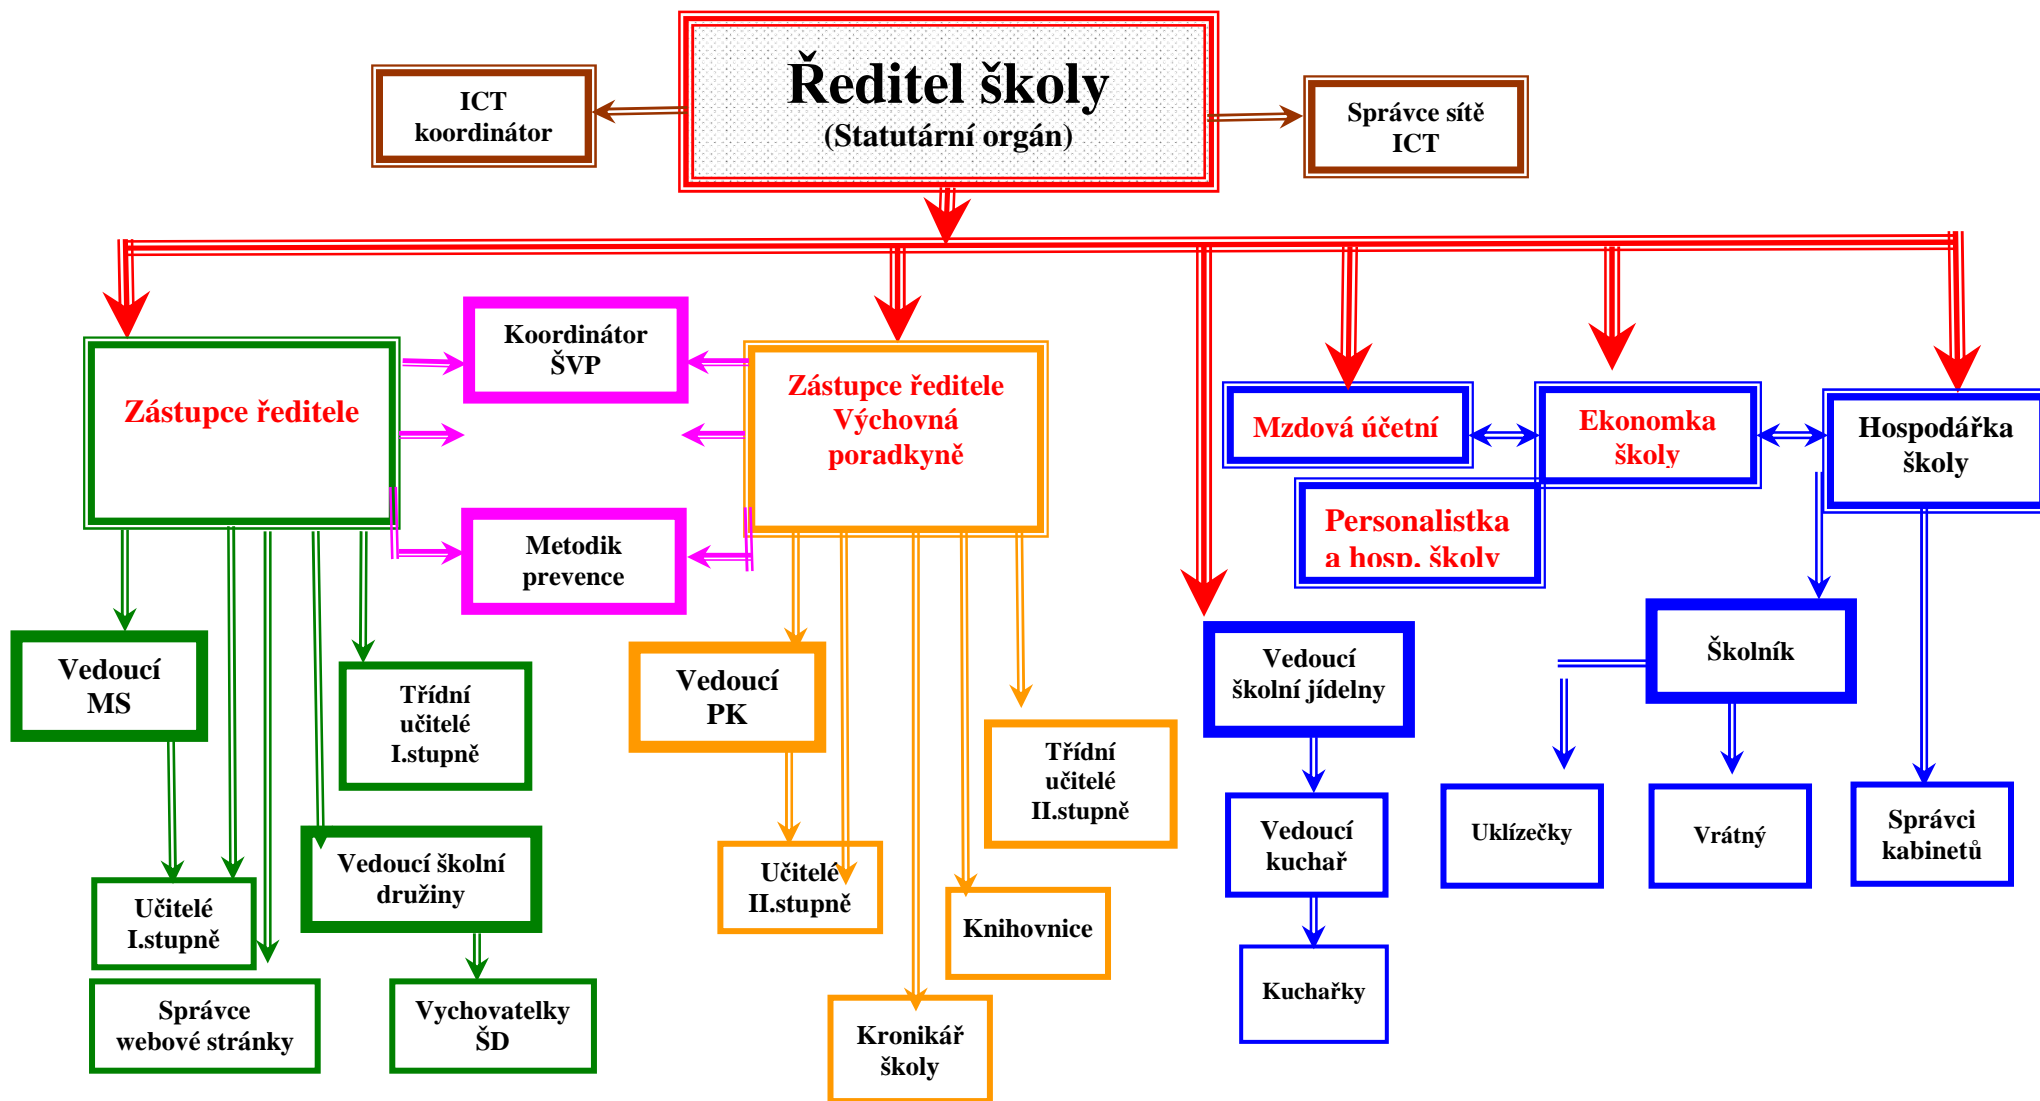 Ředitel školy
(Statutární orgán)
ICT
koordinátor
Správce sítě
ICT
Koordinátor
ŠVP
Zástupce ředitele
Zástupce ředitele
Výchovná
poradkyně
Mzdová účetní
Ekonomka
školy
Hospodářka
školy
Personalistka
a hosp. školy
Metodik
prevence
Vedoucí
MS
Třídní
učitelé
I.stupně
Vedoucí
PK
Třídní
učitelé
II.stupně
Vedoucí
školní jídelny
Školník
Vedoucí
kuchař
Uklízečky
Vrátný
Správci
kabinetů
Učitelé
I.stupně
Vedoucí školní
družiny
Učitelé
II.stupně
Knihovnice
Kuchařky
Správce
webové stránky
Vychovatelky
ŠD
Kronikář
školy